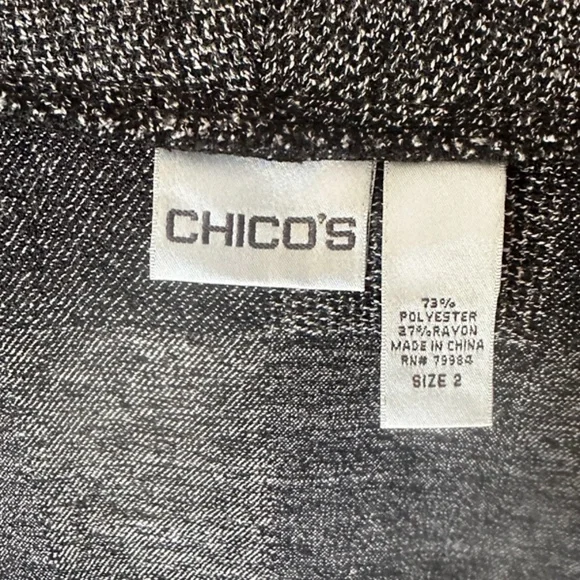 CHICO'S
73%
POLYESTER
27% RAYON
MADE IN CHINA
RN# 79984
SIZE 2